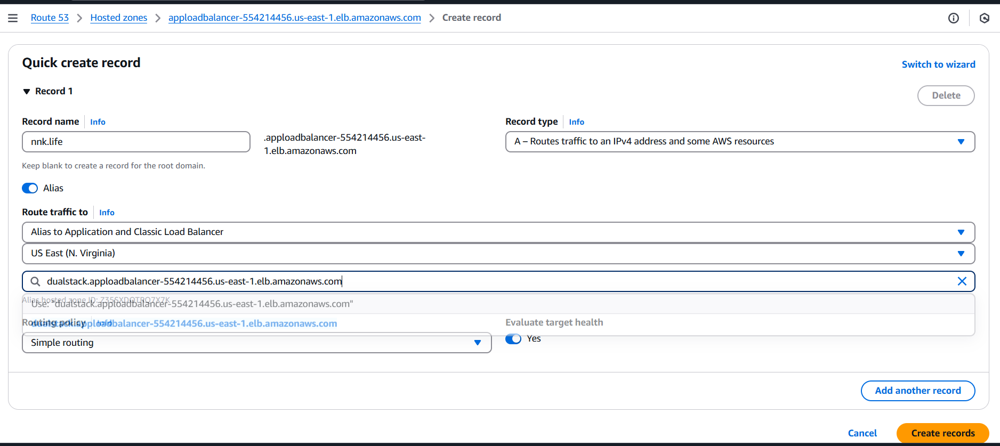 Route 53 > Hosted zones > apploadbalancer-554214456.us-east-1.elb.amazonaws.com > Create record
Quick create record
Switch to wizard
Record 1
Delete
Record name Info
Record type Info
nnk.life
.apploadbalancer-554214456.us-east-
1.elb.amazonaws.com
A – Routes traffic to an IPv4 address and some AWS resources
Keep blank to create a record for the root domain.
Alias
Route traffic to Info
Alias to Application and Classic Load Balancer
US East (N. Virginia)
dualstack.apploadbalancer-554214456.us-east-1.elb.amazonaws.com
Alias hosted zone ID: Z35SXDOTRQ7X7K
Use: "dualstack.apploadbalancer-554214456.us-east-1.elb.amazonaws.com"
Routing policy Info
dualstack.apploadbalancer-554214456.us-east-1.elb.amazonaws.com
Evaluate target health
Simple routing
Yes
Add another record
Cancel
Create records